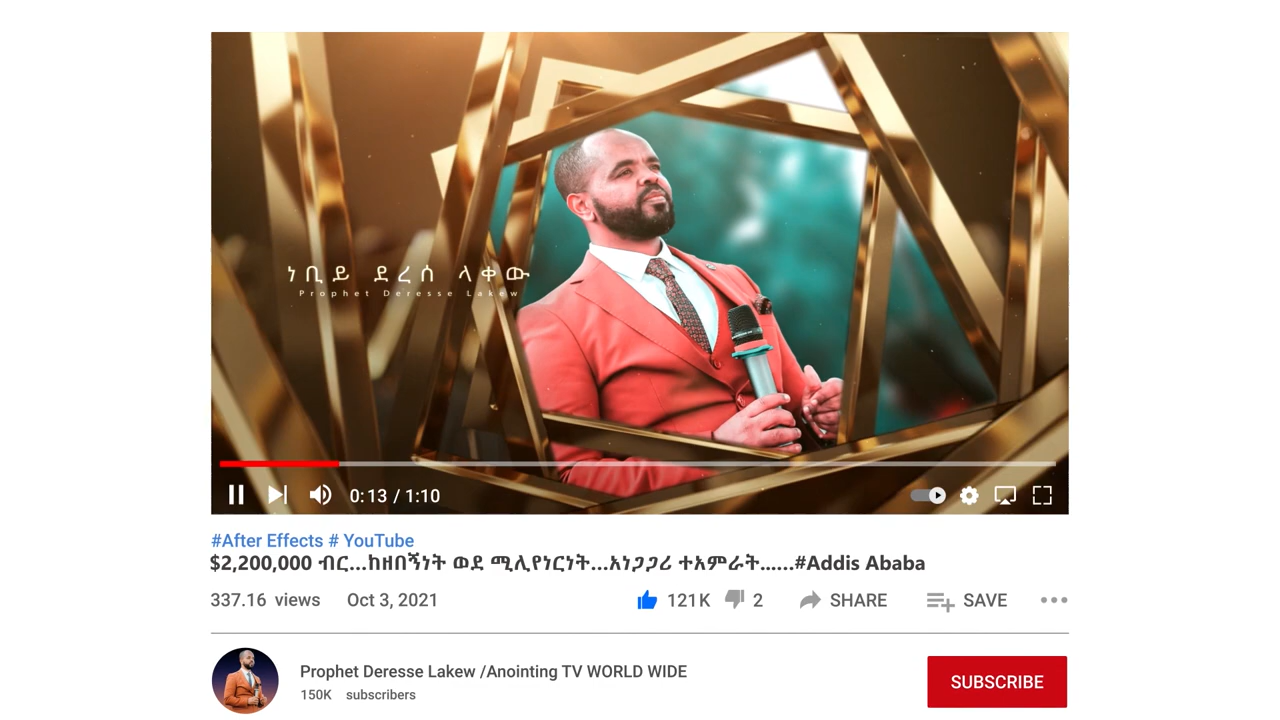 ነቢይ ደረሰ ላቀው
Prophet Deresse Lakew
0:13 / 1:10
#After Effects # YouTube
$2,200,000 ብር...ከዘበኝነት ወደ ሚሊየነርነት...አነጋጋሪ ተአምራት......#Addis Ababa
337.16 views Oct 3, 2021 121K 2 SHARE SAVE
Prophet Deresse Lakew /Anointing TV WORLD WIDE
150K subscribers
SUBSCRIBE